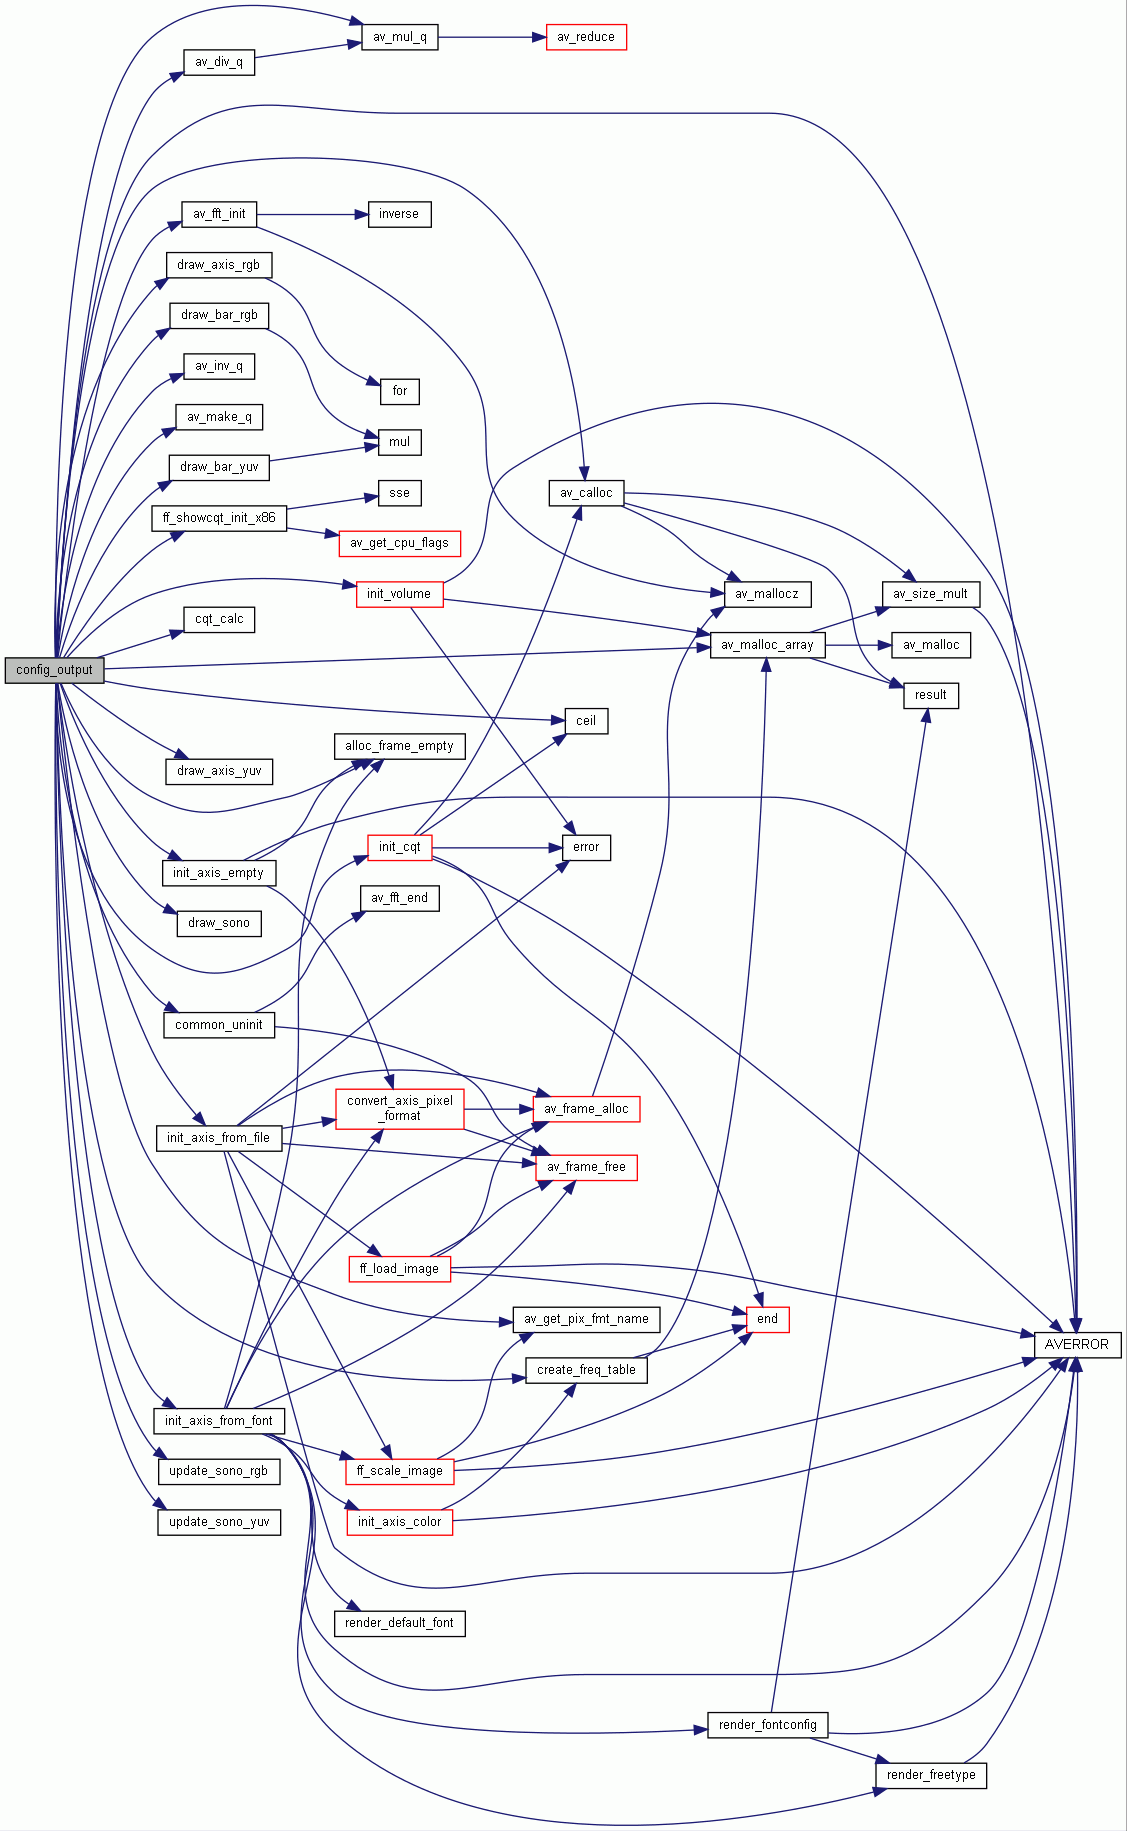 av_mul_q
av_reduce
av_div_q
av_fft_init
inverse
draw_axis_rgb
draw_bar_rgb
av_inv_q
for
av_make_q
mul
draw_bar_yuv
av_calloc
sse
ff_showcqt_init_x86
av_get_cpu_flags
init_volume
av_mallocz
av_size_mult
cqt_calc
av_malloc_array
av_malloc
config_output
result
ceil
alloc_frame_empty
draw_axis_yuv
init_cqt
error
init_axis_empty
av_fft_end
draw_sono
common_uninit
convert_axis_pixel
_format
av_frame_alloc
init_axis_from_file
av_frame_free
ff_load_image
av_get_pix_fmt_name
end
AVERROR
create_freq_table
init_axis_from_font
update_sono_rgb
ff_scale_image
update_sono_yuv
init_axis_color
render_default_font
render_fontconfig
render_freetype